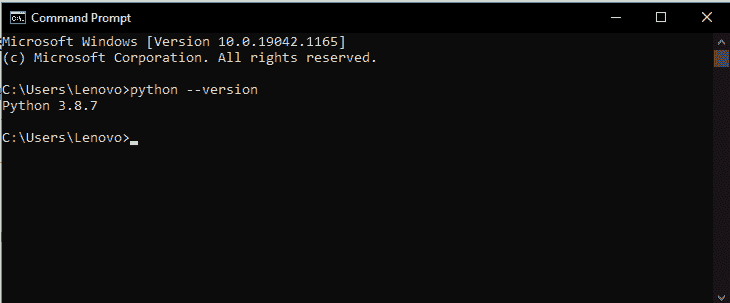 Command Prompt
Microsoft Windows [Version 10.0.19042.1165]
(c) Microsoft Corporation. All rights reserved.
C:\Users\Lenovo>python --version
Python 3.8.7
C:\Users\Lenovo>